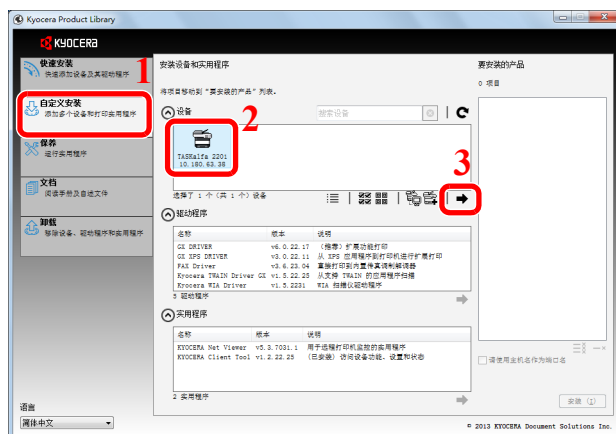 Kyocera Product Library
KYOCERA
快速安装
快速添加设备及其驱动程序
1
自定义安装
添加多个设备和打印实用程序
保养
运行实用程序
文档
阅读手册及自述文件
卸载
移除设备、驱动程序和实用程序
语言
简体中文
安装设备和实用程序
将项目移动到“要安装的产品”列表。
设备
搜索设备
2
TASKalfa 2201
10.180.63.38
3
选择了 1 个（共 1 个）设备
驱动程序
名称 版本 说明
GX DRIVER v6.0.22.17 （推荐）扩展功能打印
GX XPS DRIVER v3.0.22.11 从 XPS 应用程序到打印机进行扩展打印
FAX Driver v3.6.23.04 直接打印到内置传真调制解调器
Kyocera TWAIN Driver GX v1.5.22.25 从支持 TWAIN 的应用程序扫描
Kyocera WIA Driver v1.5.2231 WIA 扫描仪驱动程序
5 驱动程序
实用程序
名称 版本 说明
KYOCERA Net Viewer v5.3.7031.1 用于远程打印机监控的实用程序
KYOCERA Client Tool v1.2.22.25 （已安装）访问设备功能、设置和状态
2 实用程序
要安装的产品
0 项目
请使用主机名作为端口名
安装 (I)
© 2013 KYOCERA Document Solutions Inc.